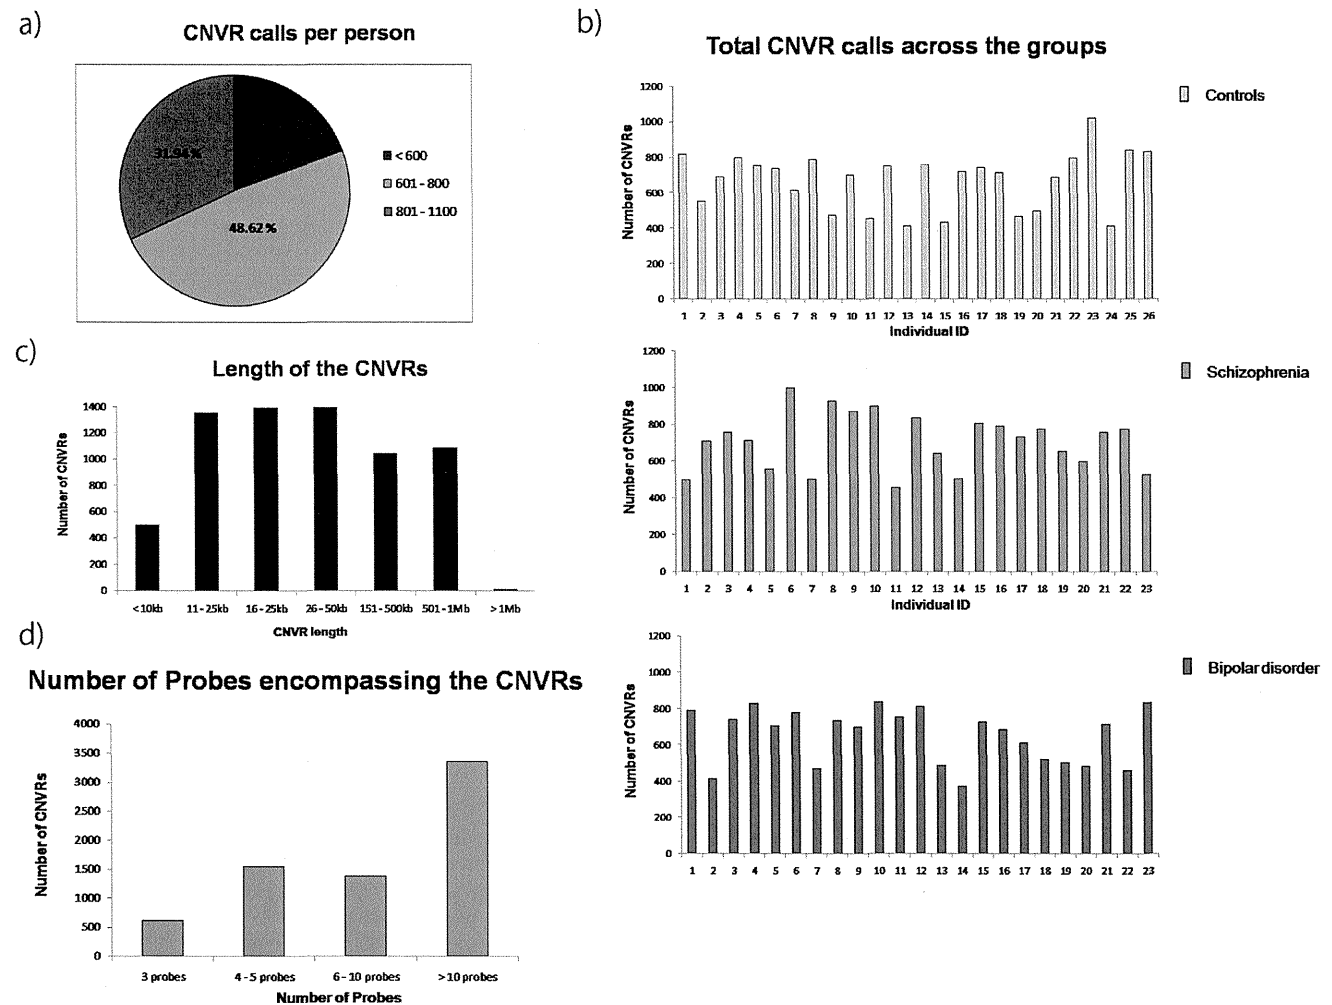 a)
CNVR calls per person
31.94%
48.62%
< 600
601 - 800
801 - 1100
b)
Total CNVR calls across the groups
Controls
Number of CNVRs
1200
1000
800
600
400
200
0
1 2 3 4 5 6 7 8 9 10 11 12 13 14 15 16 17 18 19 20 21 22 23 24 25 26
Individual ID
Schizophrenia
Number of CNVRs
1200
1000
800
600
400
200
0
1 2 3 4 5 6 7 8 9 10 11 12 13 14 15 16 17 18 19 20 21 22 23
Individual ID
Bipolar disorder
Number of CNVRs
1200
1000
800
600
400
200
0
1 2 3 4 5 6 7 8 9 10 11 12 13 14 15 16 17 18 19 20 21 22 23
c)
Length of the CNVRs
Number of CNVRs
1400
1200
1000
800
600
400
200
0
<10kb 11 - 25kb 16 - 25kb 26 - 50kb 151 - 500kb 501 - 1Mb > 1Mb
CNVR length
d)
Number of Probes encompassing the CNVRs
Number of CNVRs
4000
3500
3000
2500
2000
1500
1000
500
0
3 probes 4 - 5 probes 6 - 10 probes >10 probes
Number of Probes